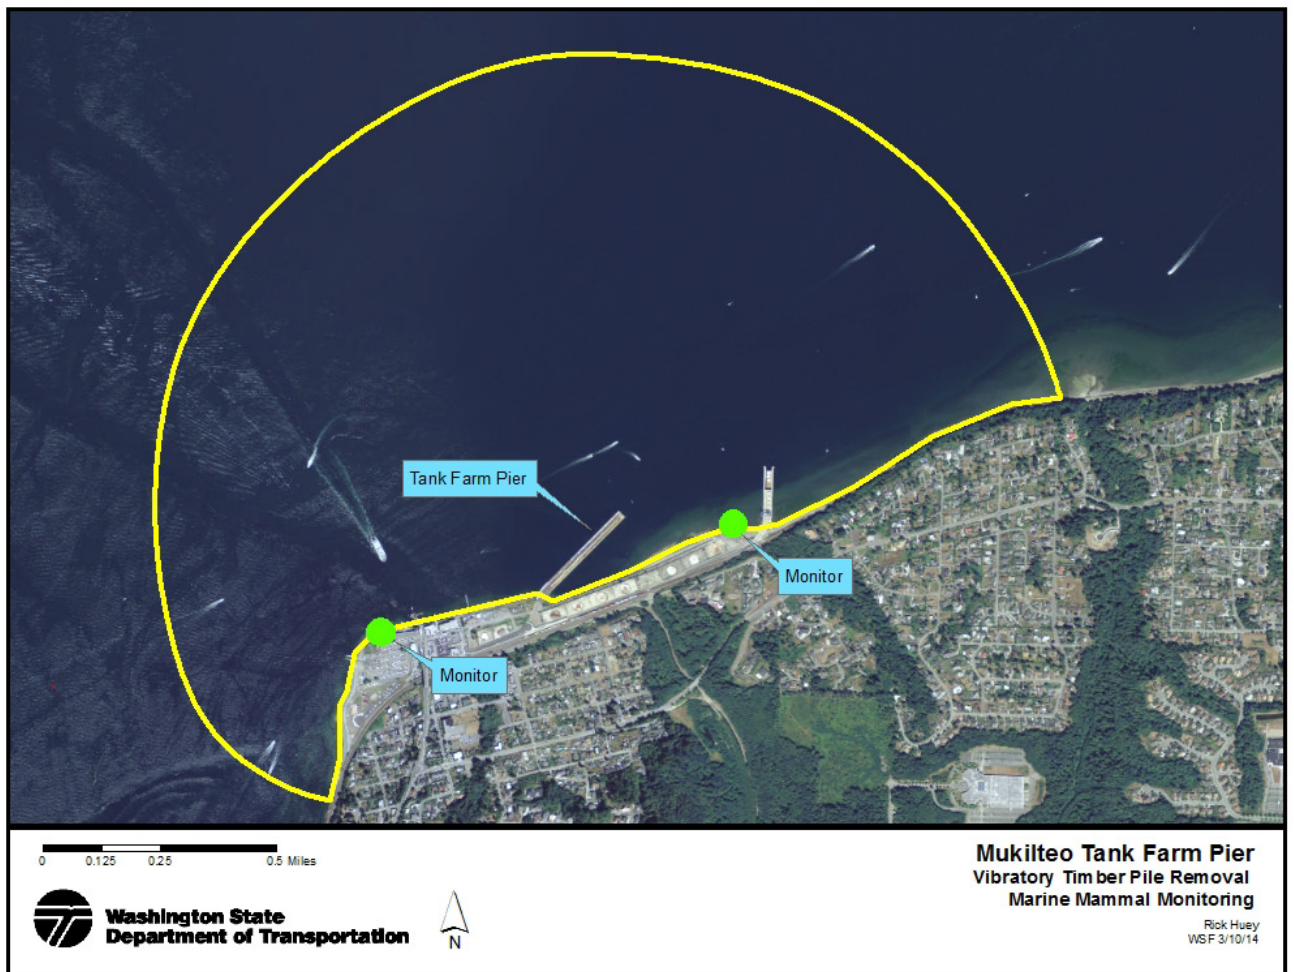 Tank Farm Pier
Monitor
Monitor
0 0.125 0.25 0.5 Miles
Washington State
Department of Transportation
N
Mukilteo Tank Farm Pier
Vibratory Timber Pile Removal
Marine Mammal Monitoring
Rick Huey
WSF 3/10/14